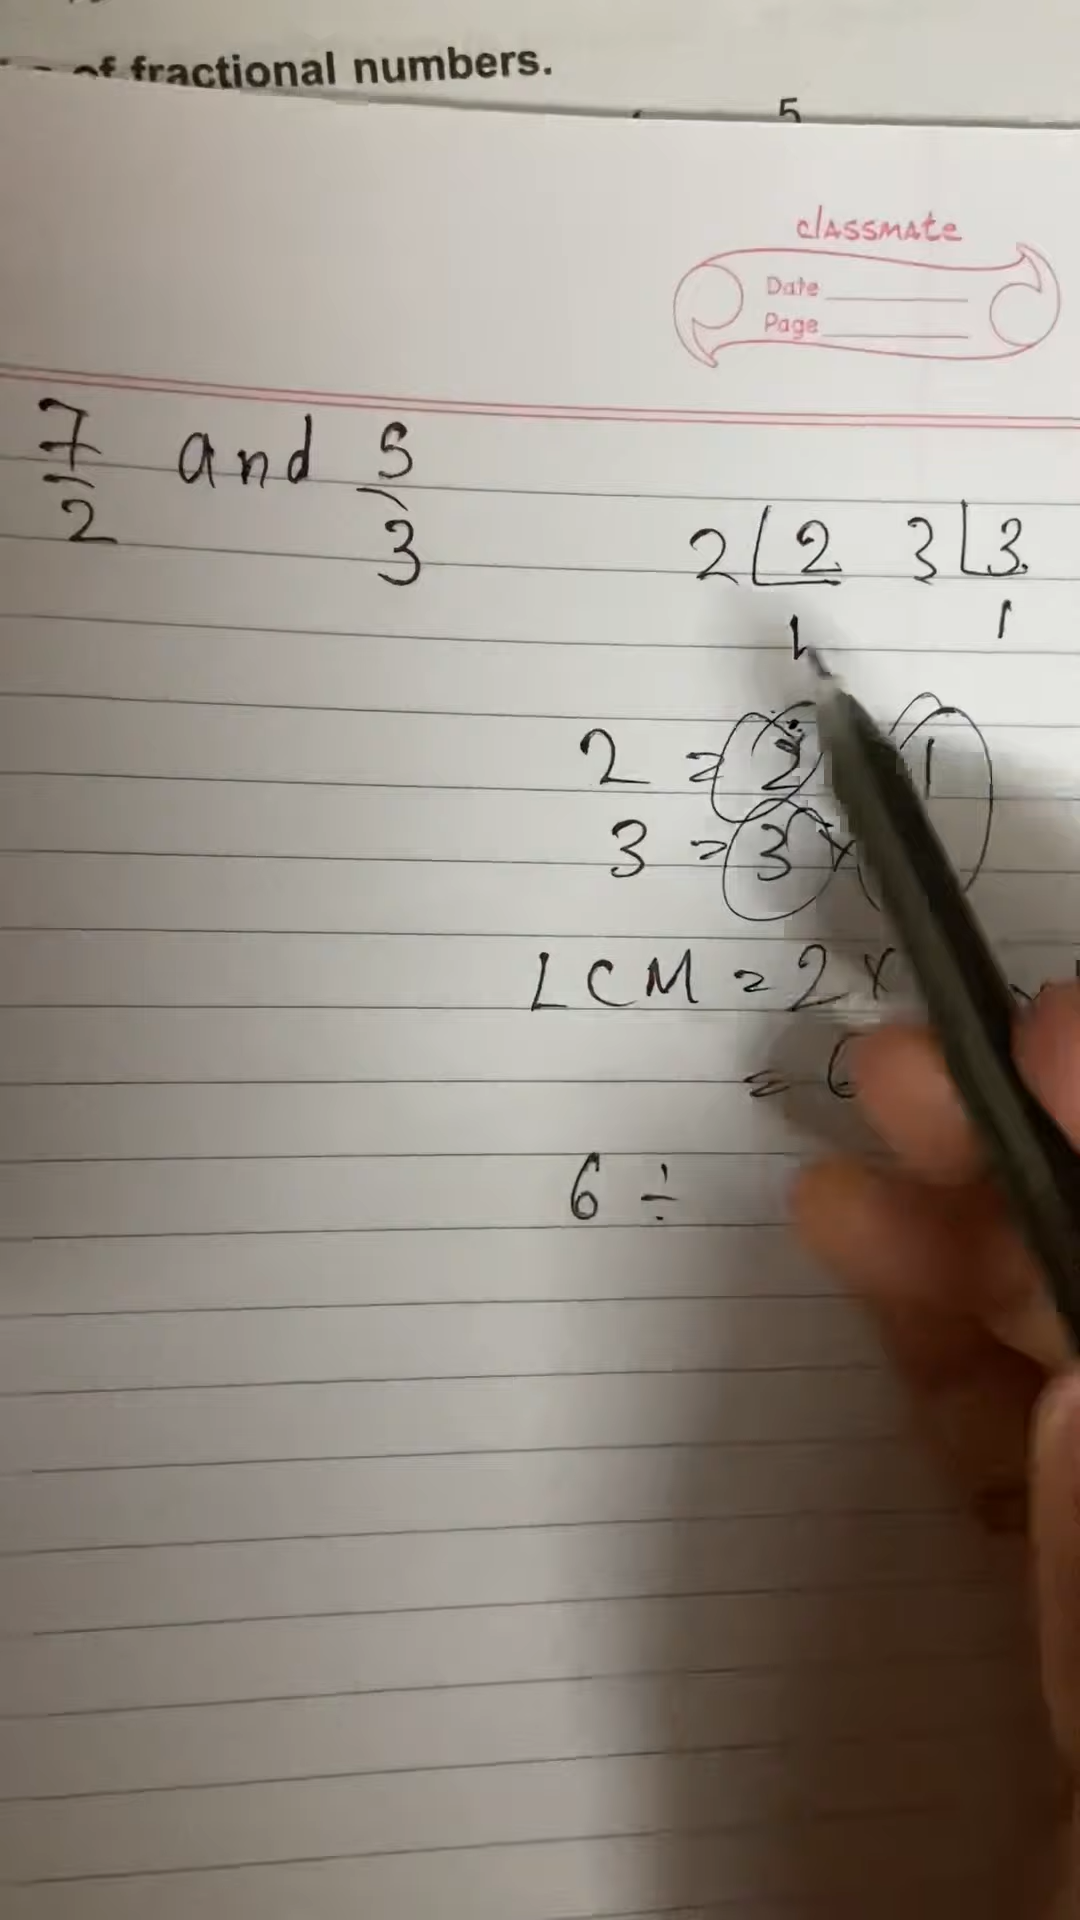 of fractional numbers.
5
classmate
Date
Page
7/2 and 5/3
2 2 3 3
1 1
2 = 2 1
3 = 3 ×
LCM = 2 ×
= 6
6 ÷